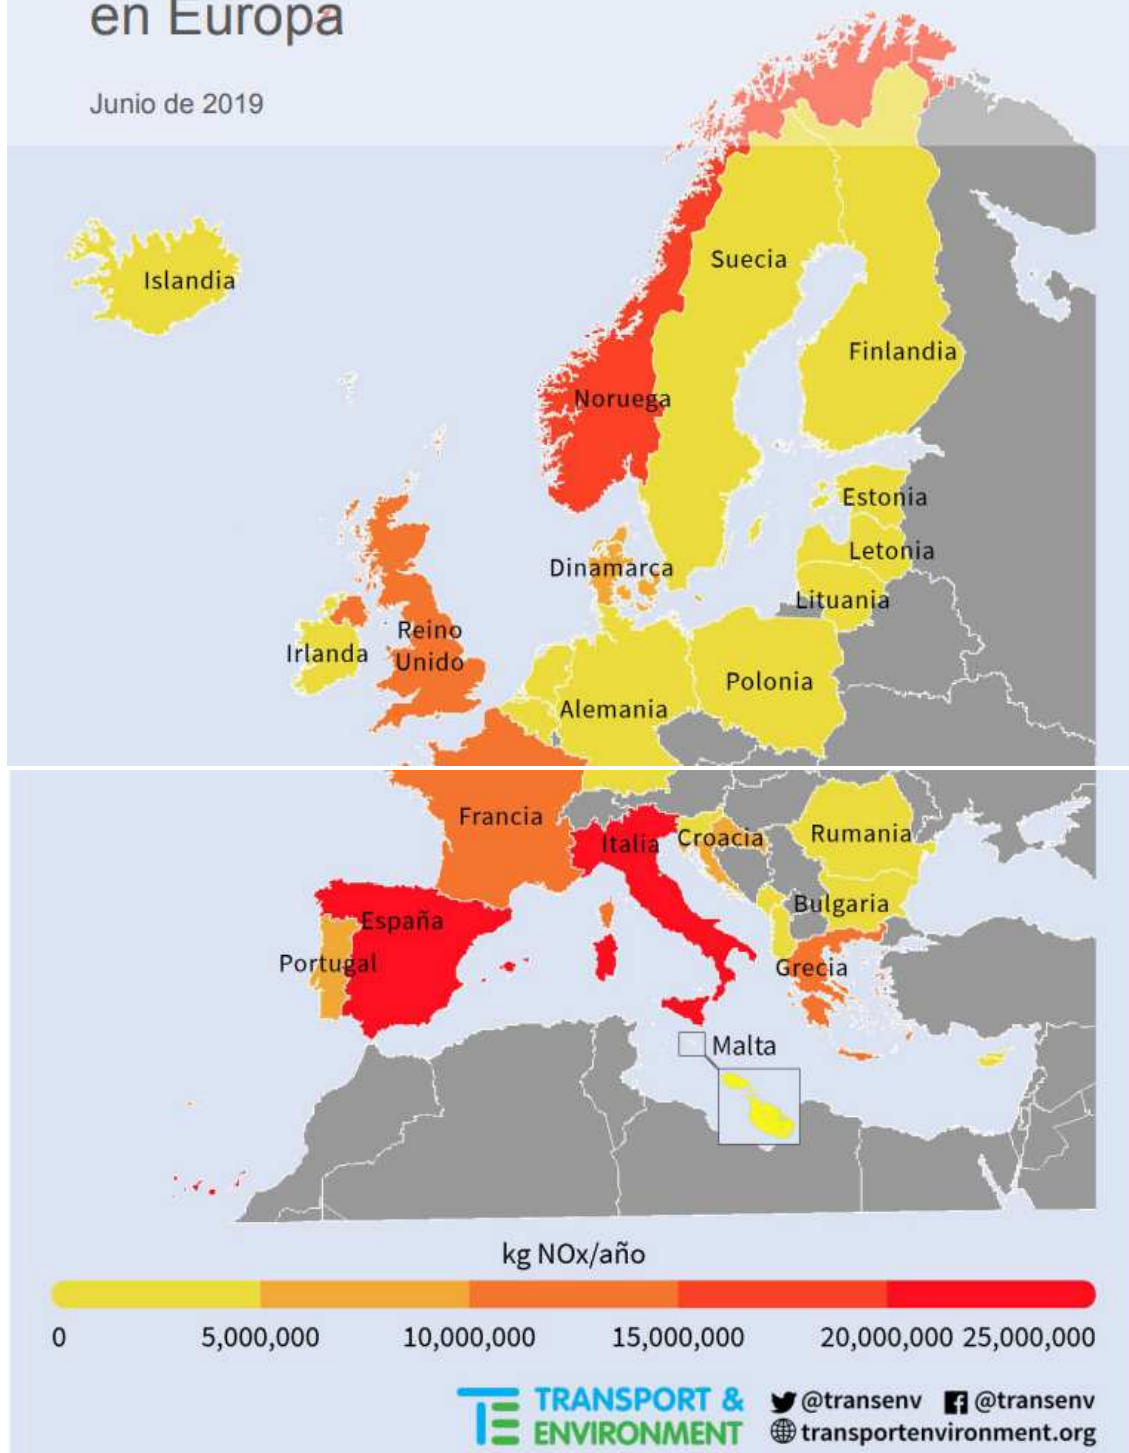 en Europa
Junio de 2019
Islandia
Suecia
Finlandia
Noruega
Estonia
Letonia
Dinamarca
Lituania
Reino
Unido
Irlanda
Polonia
Alemania
Francia
Italia
Croacia
Rumania
Bulgaria
España
Portugal
Grecia
Malta
kg NOx/año
0 5,000,000 10,000,000 15,000,000 20,000,000 25,000,000
TE TRANSPORT &
ENVIRONMENT
@transenv @transenv
transportenvironment.org